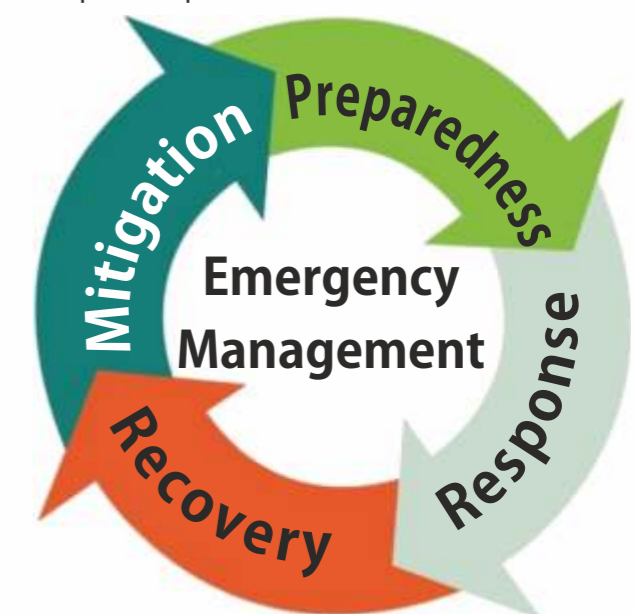 Mitigation
Preparedness
Response
Recovery
Emergency
Management